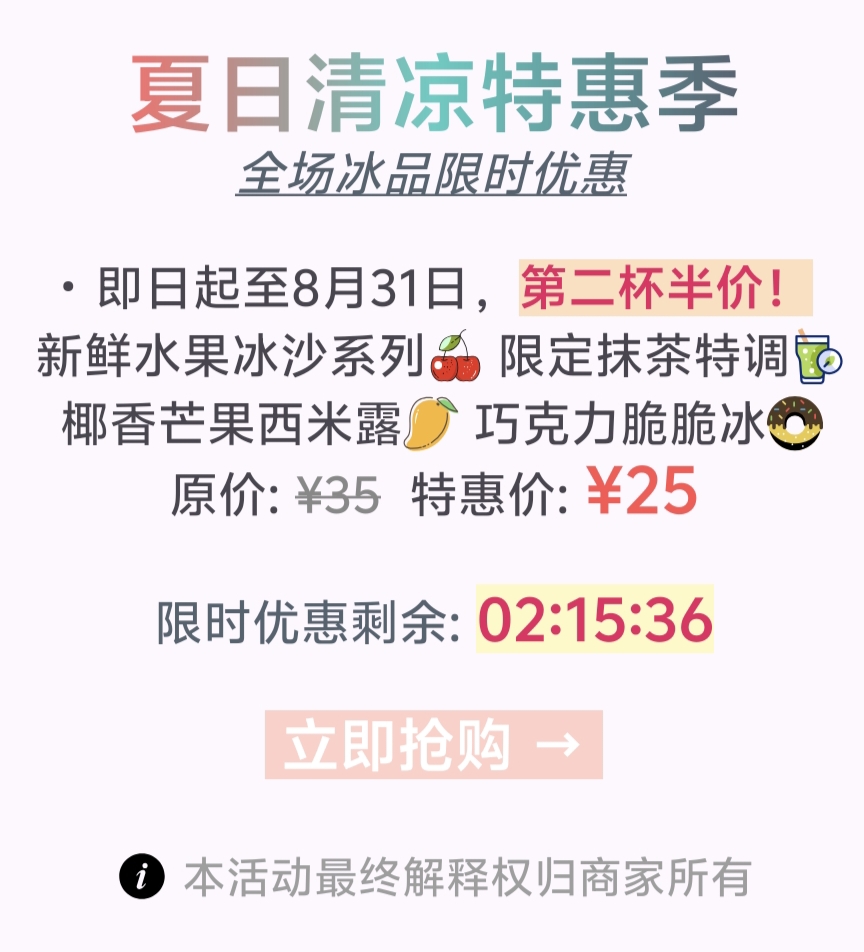 夏日清凉特惠季
全场冰品限时优惠
·即日起至8月31日，第二杯半价！
新鲜水果冰沙系列🍒 限定抹茶特调
椰香芒果西米露🥭 巧克力脆脆冰🍩
原价: ¥35 特惠价: ¥25
限时优惠剩余: 02:15:36
立即抢购 →
i 本活动最终解释权归商家所有